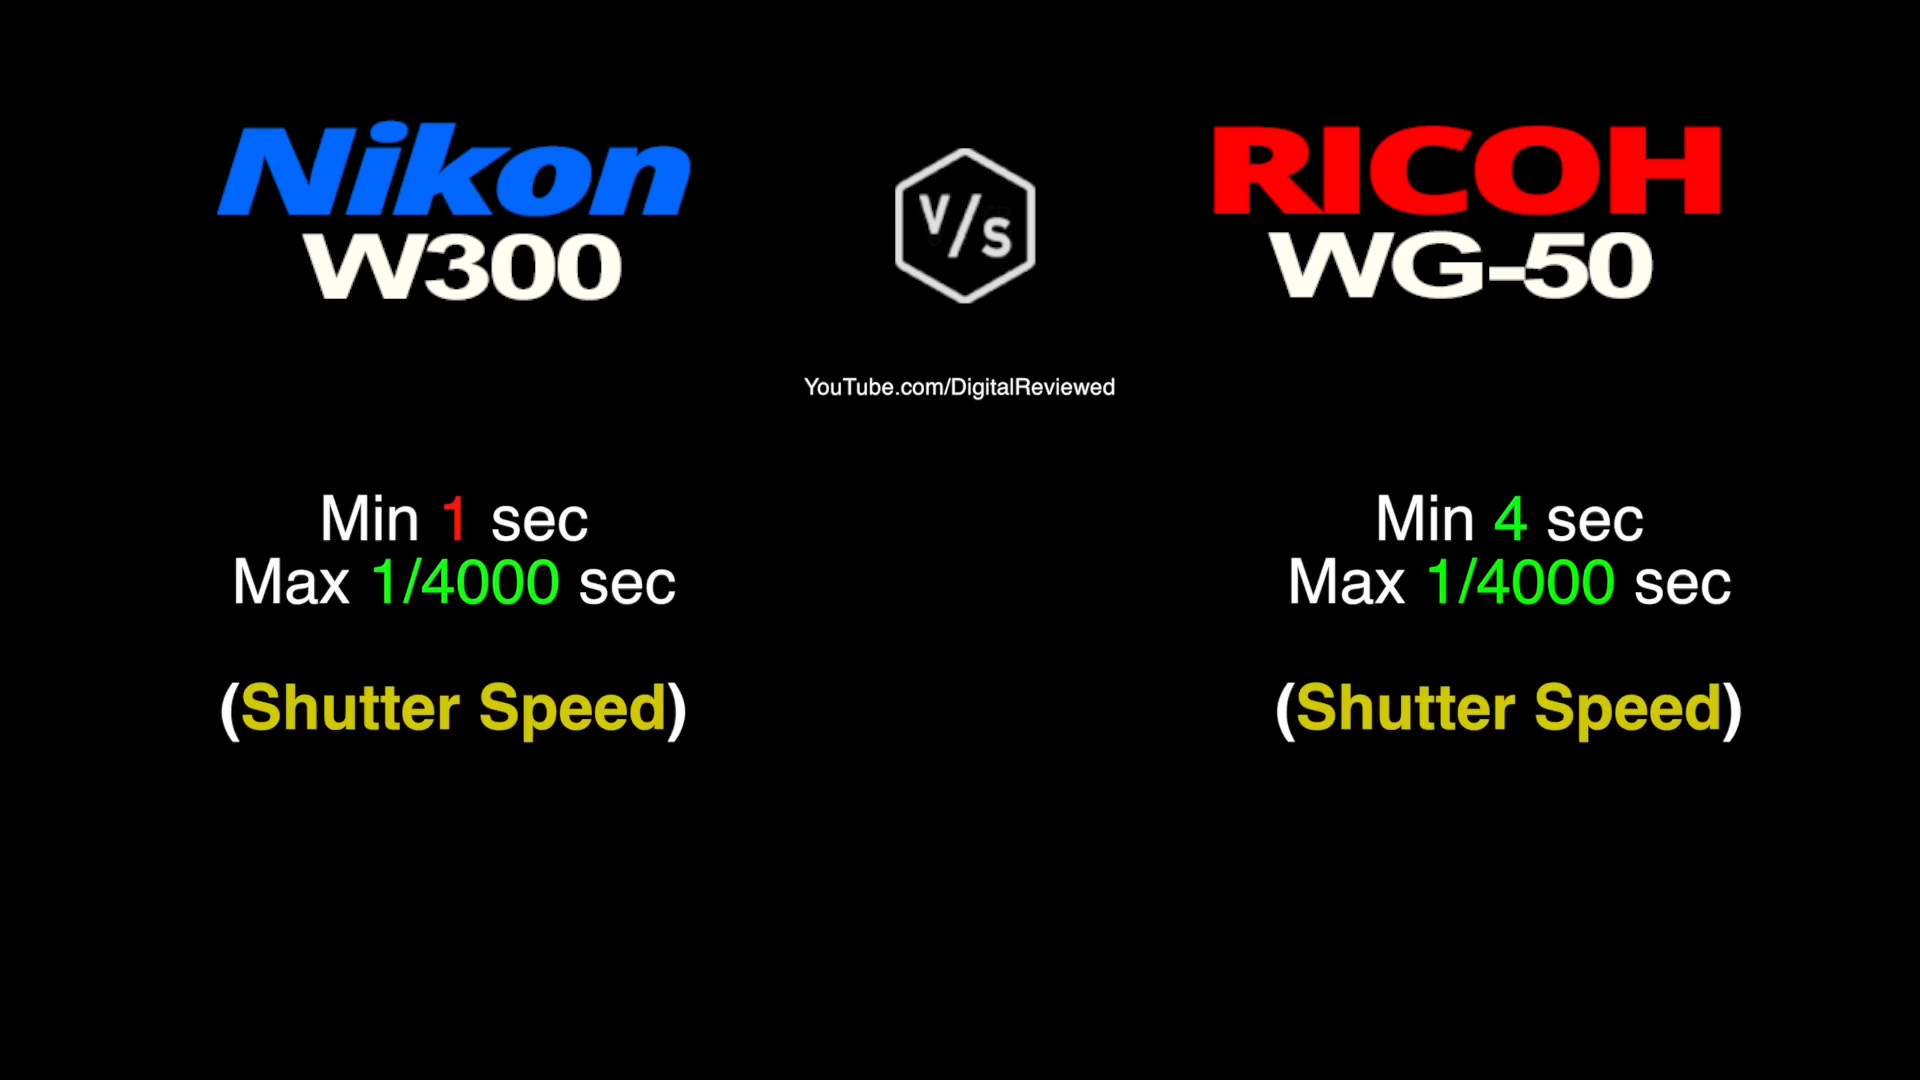 Nikon
W300
V/S
RICOH
WG-50
YouTube.com/DigitalReviewed
Min 1 sec
Max 1/4000 sec
(Shutter Speed)
Min 4 sec
Max 1/4000 sec
(Shutter Speed)